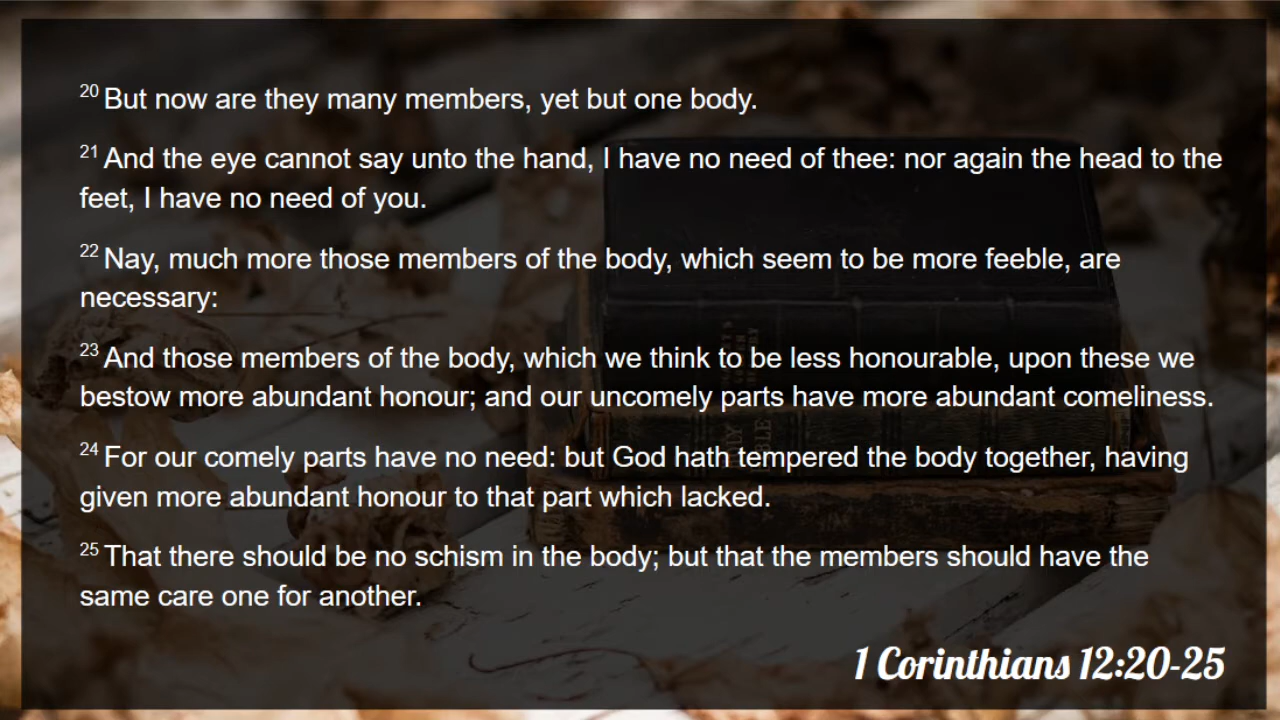 20 But now are they many members, yet but one body.
21 And the eye cannot say unto the hand, I have no need of thee: nor again the head to the
feet, I have no need of you.
22 Nay, much more those members of the body, which seem to be more feeble, are
necessary:
23 And those members of the body, which we think to be less honourable, upon these we
bestow more abundant honour; and our uncomely parts have more abundant comeliness.
24 For our comely parts have no need: but God hath tempered the body together, having
given more abundant honour to that part which lacked.
25 That there should be no schism in the body; but that the members should have the
same care one for another.
1 Corinthians 12:20-25